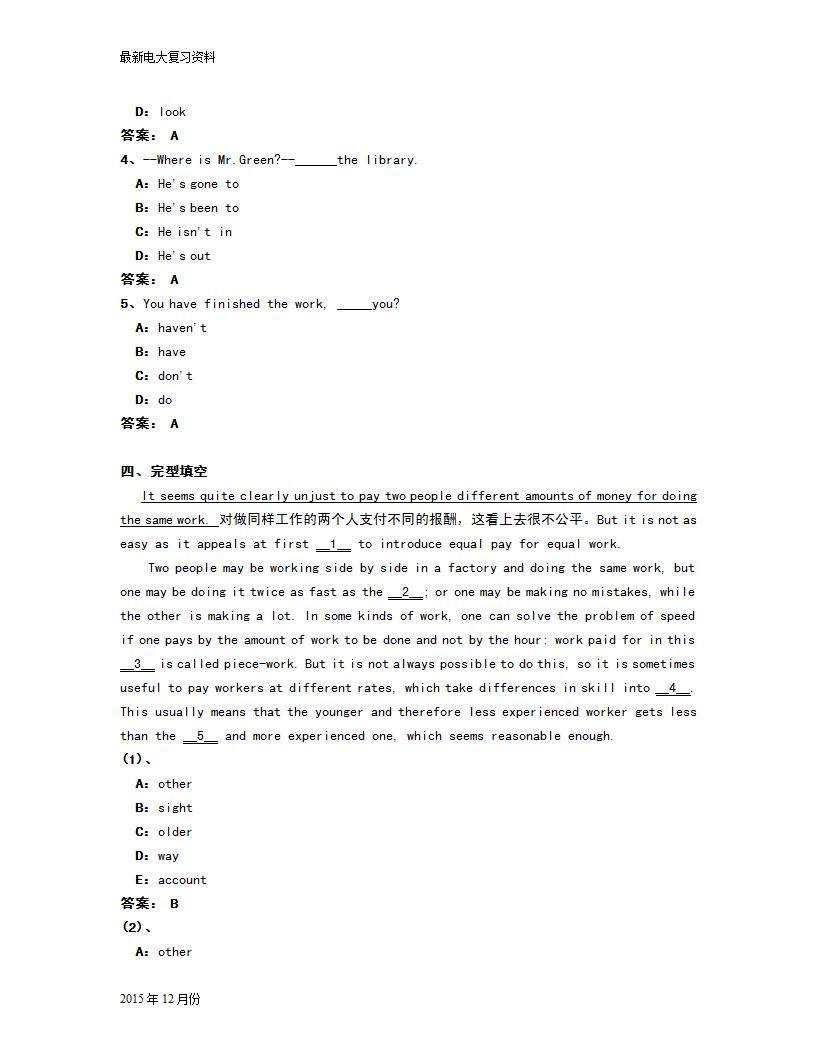 最新电大复习资料
D：look
答案： A
4、--Where is Mr.Green?--______the library.
A：He's gone to
B：He's been to
C：He isn't in
D：He's out
答案： A
5、You have finished the work, _____you?
A：haven't
B：have
C：don't
D：do
答案： A
四、完型填空
It seems quite clearly unjust to pay two people different amounts of money for doing
the same work. 对做同样工作的两个人支付不同的报酬，这看上去很不公平。But it is not as
easy as it appeals at first __1__ to introduce equal pay for equal work.
Two people may be working side by side in a factory and doing the same work, but
one may be doing it twice as fast as the __2__; or one may be making no mistakes, while
the other is making a lot. In some kinds of work, one can solve the problem of speed
if one pays by the amount of work to be done and not by the hour: work paid for in this
__3__ is called piece-work. But it is not always possible to do this, so it is sometimes
useful to pay workers at different rates, which take differences in skill into __4__.
This usually means that the younger and therefore less experienced worker gets less
than the __5__ and more experienced one, which seems reasonable enough.
(1)、
A：other
B：sight
C：older
D：way
E：account
答案： B
(2)、
A：other
2015 年 12 月份